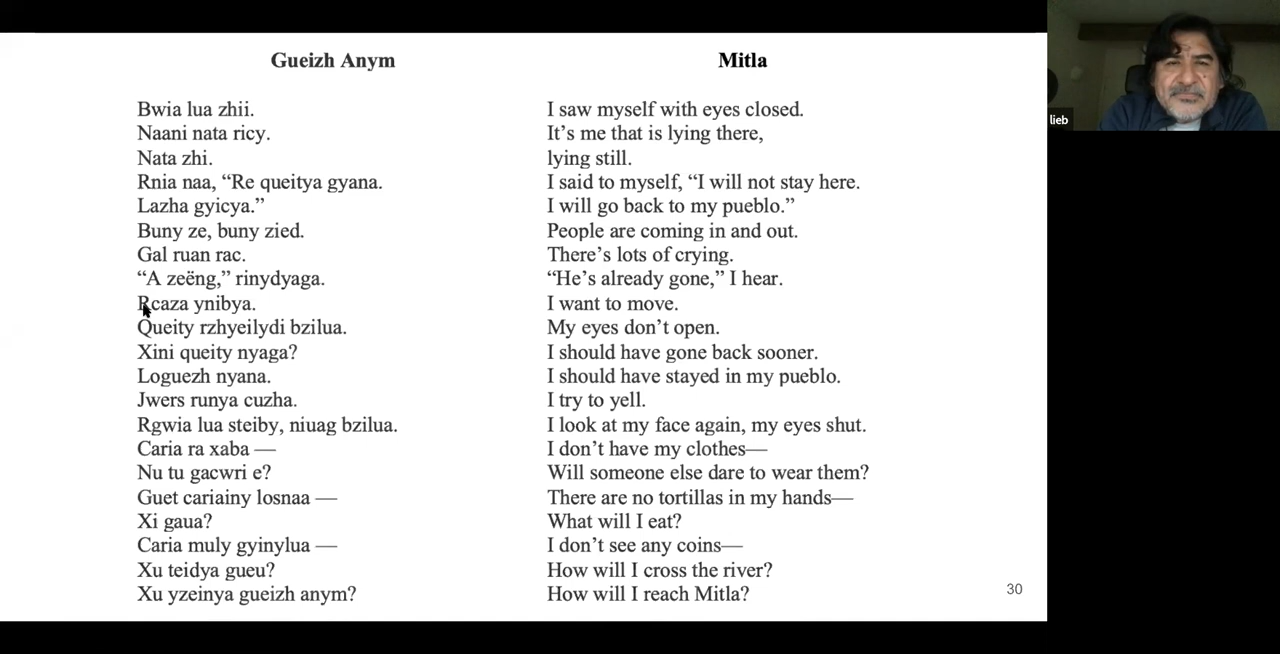 Gueizh Anym
Bwia lua zhii.
Naani nata ricy.
Nata zhi.
Rnia naa, “Re queitya gyana.
Lazha gyicya.”
Buny ze, buny zied.
Gal ruan rac.
“A zeëng,” rinydyaga.
Rcaza ynibya.
Queity rzhyeilydi bzilua.
Xini queity nyaga?
Loguezh nyana.
Jwers runya cuzha.
Rgwia lua steiby, niuag bzilua.
Caria ra xaba —
Nu tu gacwri e?
Guet cariainy losnaa —
Xi gaua?
Caria muly gyinylua —
Xu teidya gueu?
Xu yzeinya gueizh anym?
Mitla
I saw myself with eyes closed.
It’s me that is lying there,
lying still.
I said to myself, “I will not stay here.
I will go back to my pueblo.”
People are coming in and out.
There’s lots of crying.
“He’s already gone,” I hear.
I want to move.
My eyes don’t open.
I should have gone back sooner.
I should have stayed in my pueblo.
I try to yell.
I look at my face again, my eyes shut.
I don’t have my clothes—
Will someone else dare to wear them?
There are no tortillas in my hands—
What will I eat?
I don’t see any coins—
How will I cross the river?
How will I reach Mitla?
30
lieb